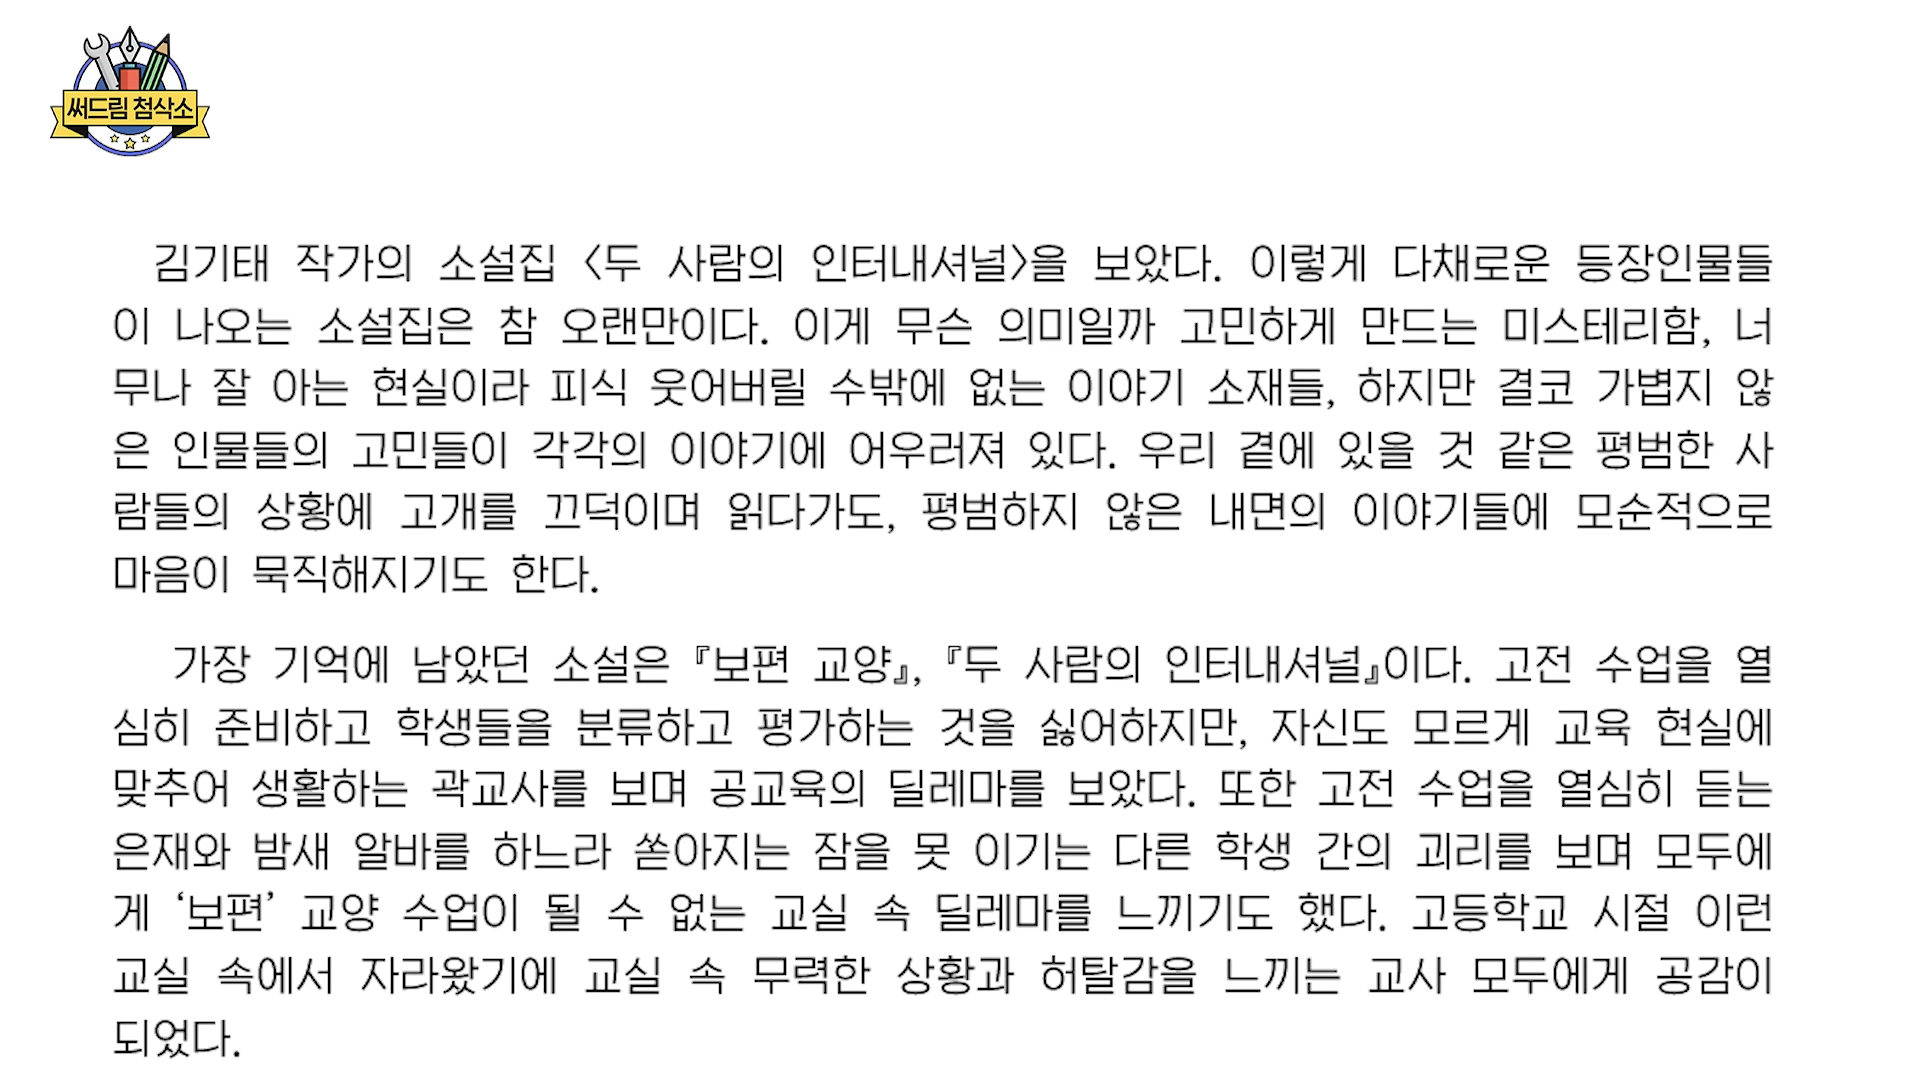 써드림 첨삭소
김기태 작가의 소설집 〈두 사람의 인터내셔널〉을 보았다. 이렇게 다채로운 등장인물들
이 나오는 소설집은 참 오랜만이다. 이게 무슨 의미일까 고민하게 만드는 미스테리함, 너
무나 잘 아는 현실이라 피식 웃어버릴 수밖에 없는 이야기 소재들, 하지만 결코 가볍지 않
은 인물들의 고민들이 각각의 이야기에 어우러져 있다. 우리 곁에 있을 것 같은 평범한 사
람들의 상황에 고개를 끄덕이며 읽다가도, 평범하지 않은 내면의 이야기들에 모순적으로
마음이 묵직해지기도 한다.
가장 기억에 남았던 소설은 『보편 교양』, 『두 사람의 인터내셔널』이다. 고전 수업을 열
심히 준비하고 학생들을 분류하고 평가하는 것을 싫어하지만, 자신도 모르게 교육 현실에
맞추어 생활하는 곽교사를 보며 공교육의 딜레마를 보았다. 또한 고전 수업을 열심히 듣는
은재와 밤새 알바를 하느라 쏟아지는 잠을 못 이기는 다른 학생 간의 괴리를 보며 모두에
게 ‘보편’ 교양 수업이 될 수 없는 교실 속 딜레마를 느끼기도 했다. 고등학교 시절 이런
교실 속에서 자라왔기에 교실 속 무력한 상황과 허탈감을 느끼는 교사 모두에게 공감이
되었다.